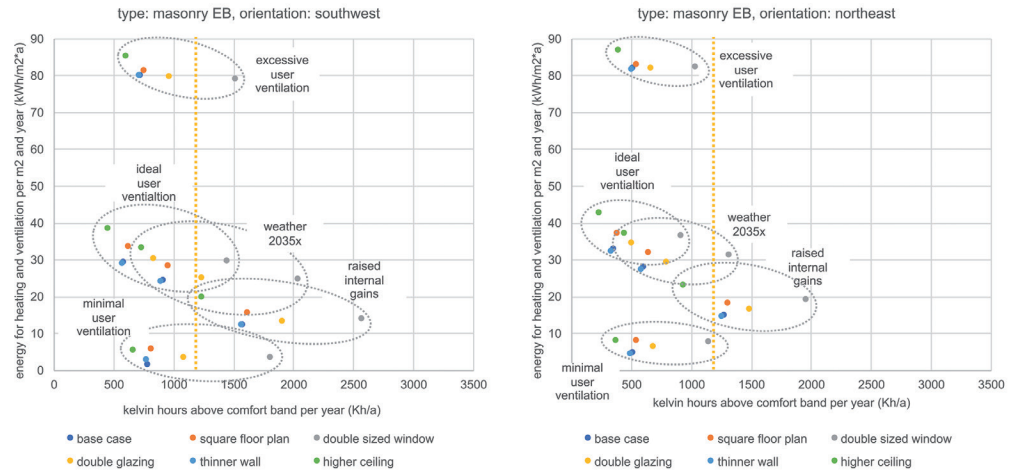 type: masonry EB, orientation: southwest
energy for heating and ventilation per m2 and year (kWh/m2*a)
90
80
70
60
50
40
30
20
10
0
excessive
user
ventilation
ideal
user
ventialtion
weather
2035x
raised
internal
gains
minimal
user
ventilation
0
500
1000
1500
2000
2500
3000
3500
kelvin hours above comfort band per year (Kh/a)
base case
square floor plan
double sized window
double glazing
thinner wall
higher ceiling
type: masonry EB, orientation: northeast
energy for heating and ventilation per m2 and year (kWh/m2*a)
90
80
70
60
50
40
30
20
10
0
excessive
user
ventilation
ideal
user
ventialtion
weather
2035x
raised
internal
gains
minimal
user
ventilation
500
1000
1500
2000
2500
3000
3500
kelvin hours above comfort band per year (Kh/a)
base case
square floor plan
double sized window
double glazing
thinner wall
higher ceiling